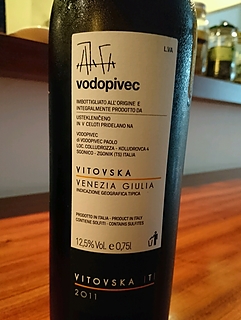 L.VA
vodopivec
IMBOTTIGLIATO ALL'ORIGINE E
INTEGRALMENTE PRODOTTO DA
USTEKLENIČENO
IN V CELOTI PRIDELANO NA
VODOPIVEC
DI VODOPIVEC PAOLO
LOC. COLLUDROZZA - KOLUDROVCA 4
SGONICO - ZGONIK (TS) ITALIA
VITOVSKA
VENEZIA GIULIA
INDICAZIONE GEOGRAFICA TIPICA
PRODOTTO IN ITALIA - PRODUCT IN ITALY
CONTIENE SOLFITI - CONTAINS SULFITES
12,5% Vol. e 0,75l
VITOVSKA
2011